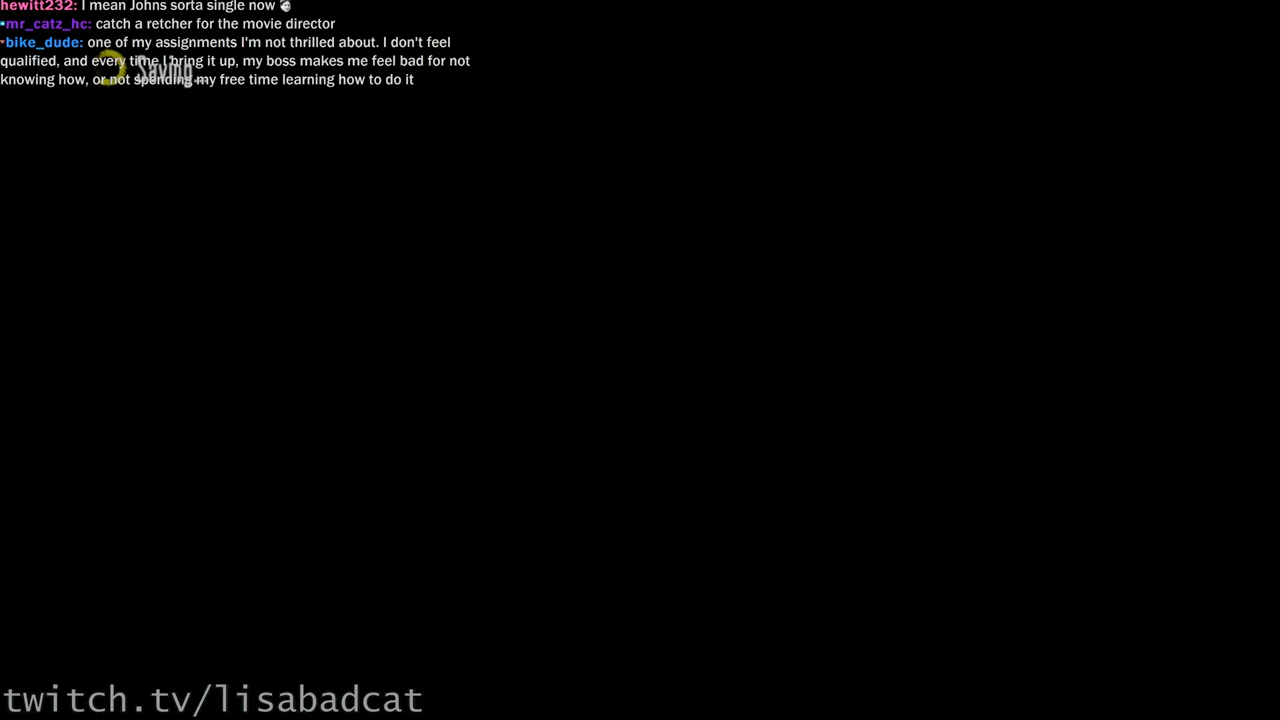 hewitt232: I mean Johns sorta single now
mr_catz_hc: catch a retcher for the movie director
bike_dude: one of my assignments I'm not thrilled about. I don't feel
qualified, and every time I bring it up, my boss makes me feel bad for not
Saving...
knowing how, or not spending my free time learning how to do it
twitch.tv/lisabadcat